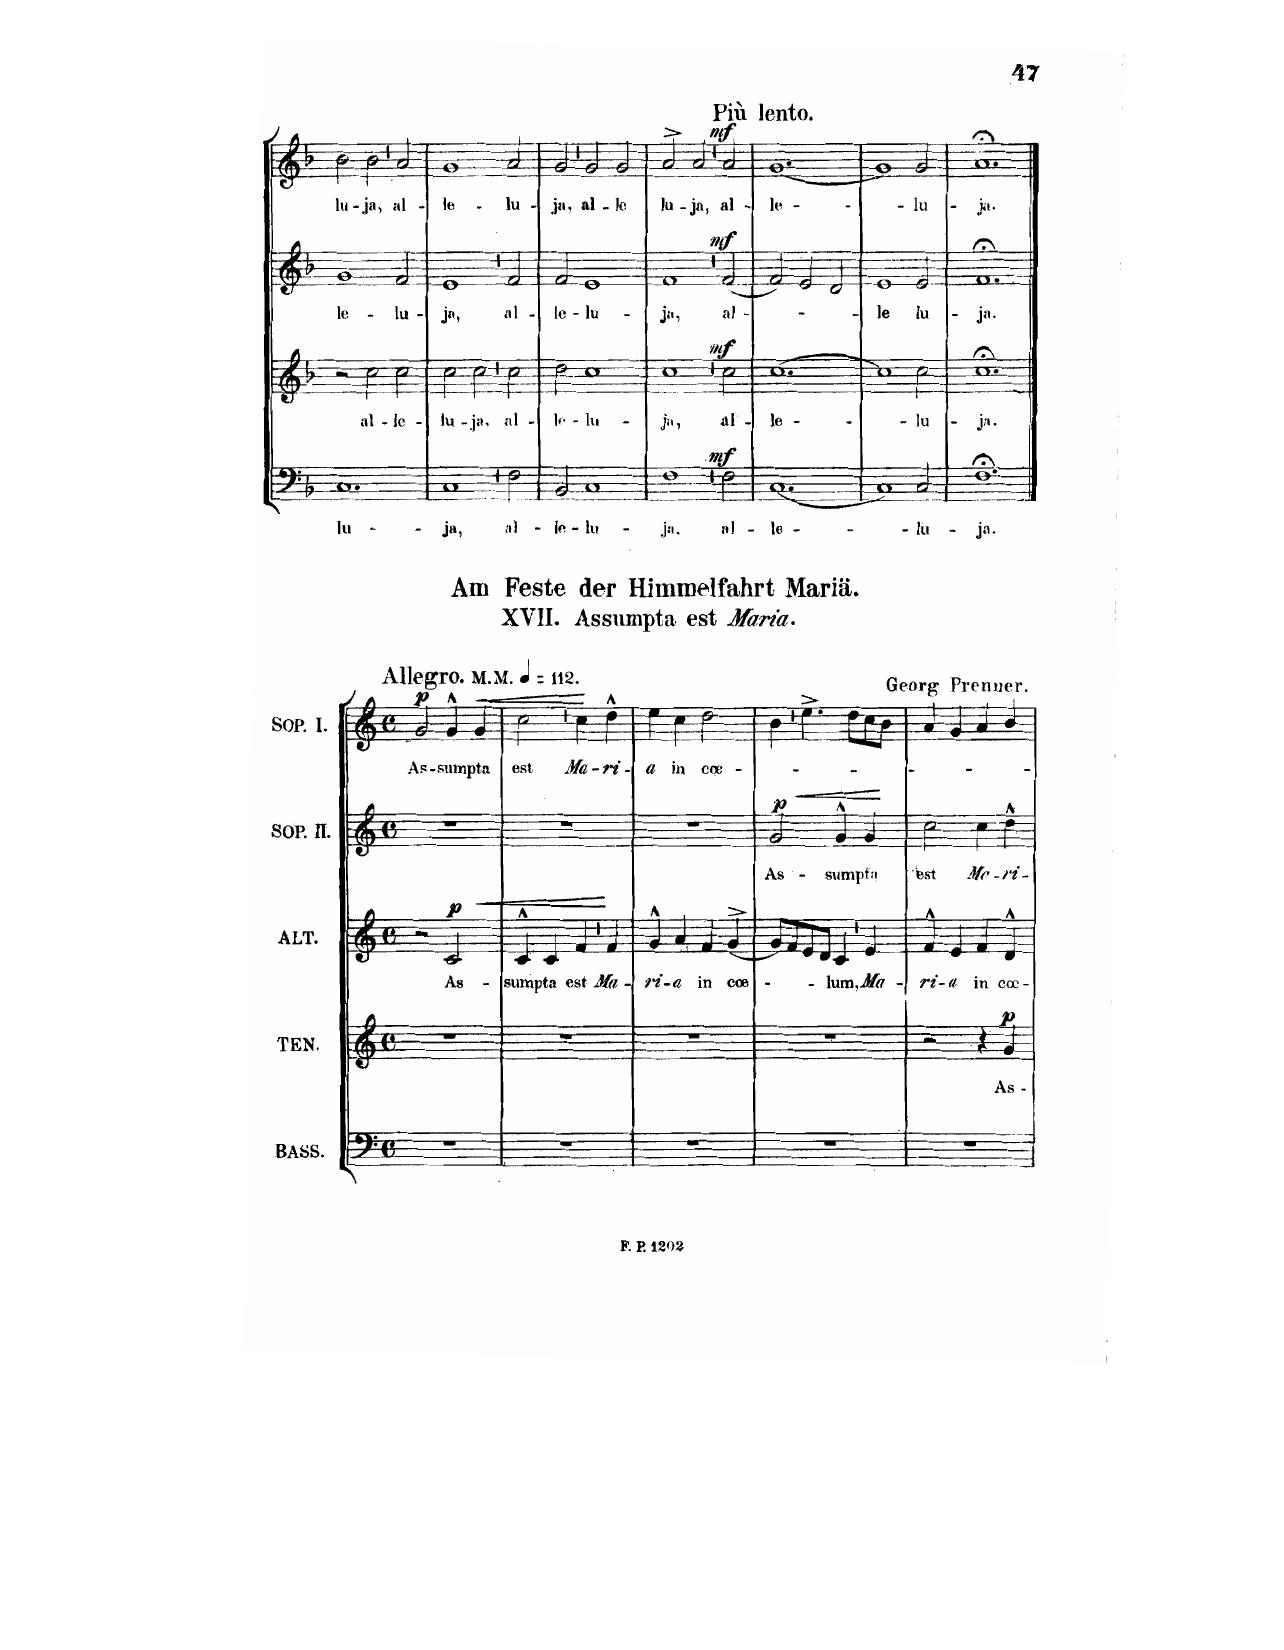 47
Più lento.
mf
lu - ja, al - le - lu - ja, al - le lu - ja, al - le - - - lu - ja.
mf
le - lu - ja, al - le - lu - ja, al - - - le lu - ja.
mf
al - le - lu - ja, al - le - lu - ja, al - le - - - lu - ja.
mf
lu - - ja, al - le - lu - ja. al - le - - - lu - ja.
Am Feste der Himmelfahrt Mariä.
XVII. Assumpta est Maria.
Allegro. M.M. ♩ = 112.
Georg Prenner.
p
SOP. I.
As - sumpta est Ma - ri - a in cœ - - - - - -
p
SOP. II.
As - sumpta est Ma - ri -
p
ALT.
As - sumpta est Ma - ri - a in cœ - - lum, Ma - ri - a in cœ -
p
TEN.
As -
BASS.
F. P. 1202